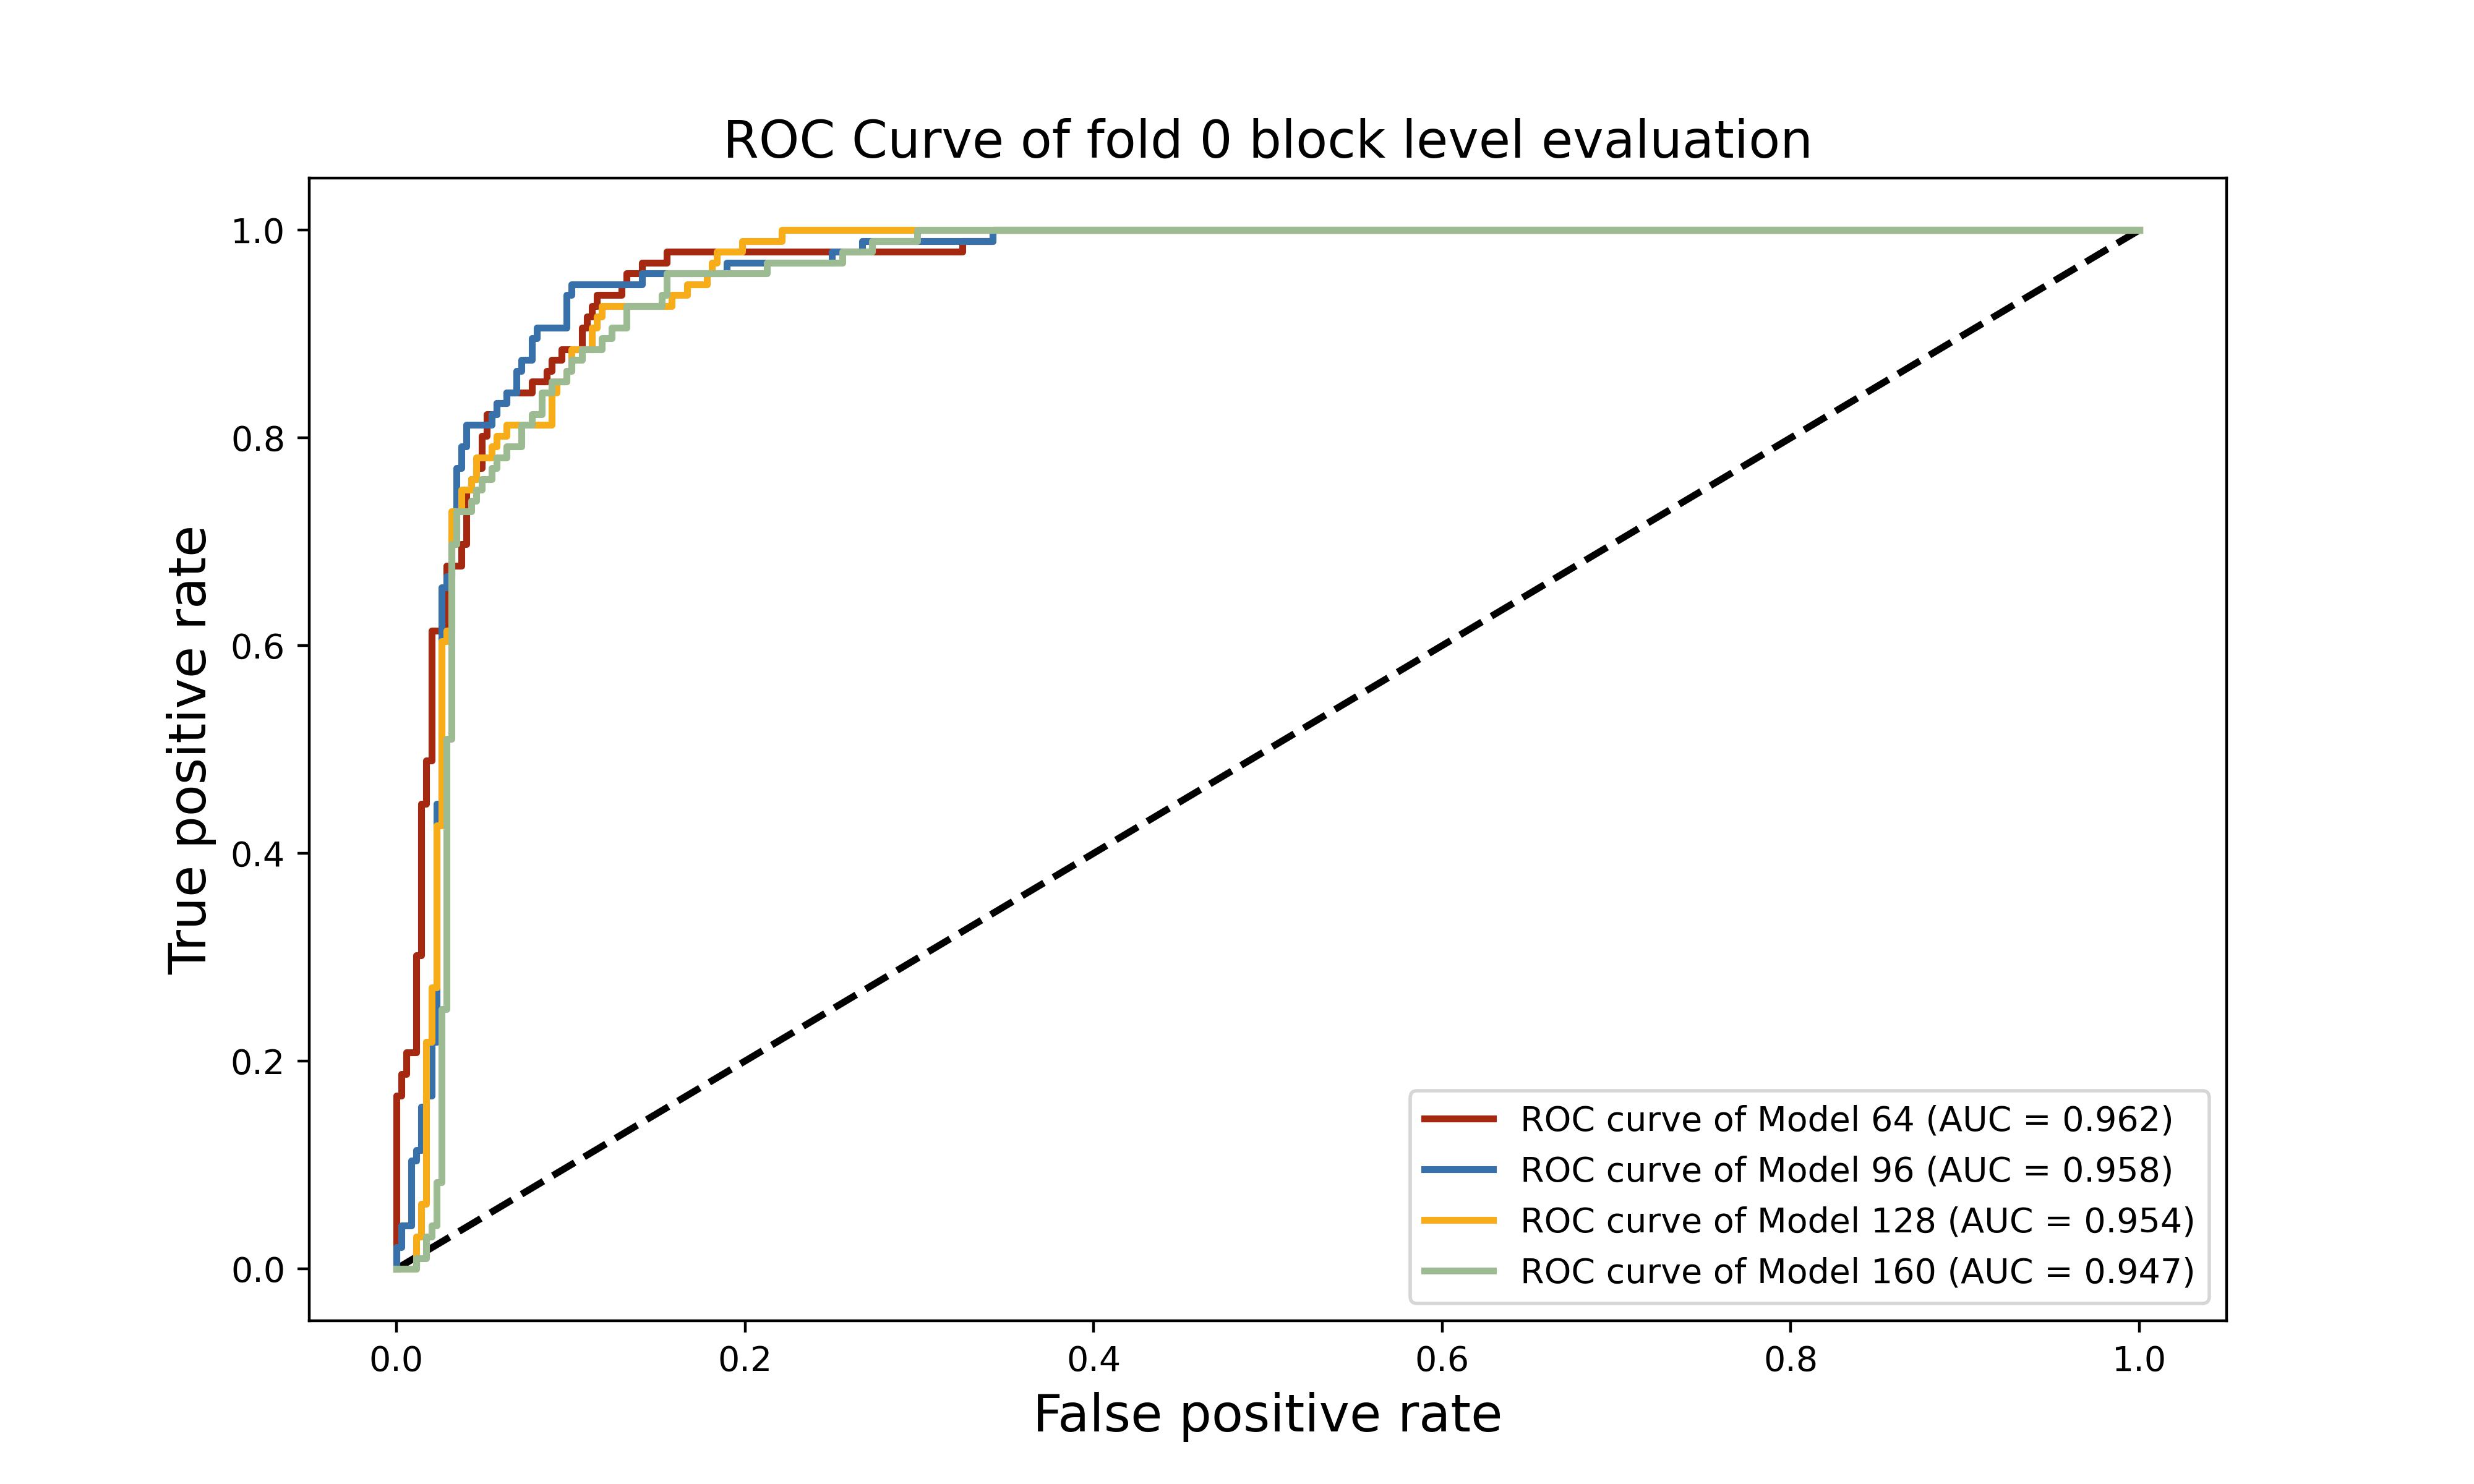 ROC Curve of fold 0 block level evaluation
True positive rate
1.0
0.8
0.6
0.4
0.2
0.0
0.0 0.2 0.4 0.6 0.8 1.0
False positive rate
ROC curve of Model 64 (AUC = 0.962)
ROC curve of Model 96 (AUC = 0.958)
ROC curve of Model 128 (AUC = 0.954)
ROC curve of Model 160 (AUC = 0.947)